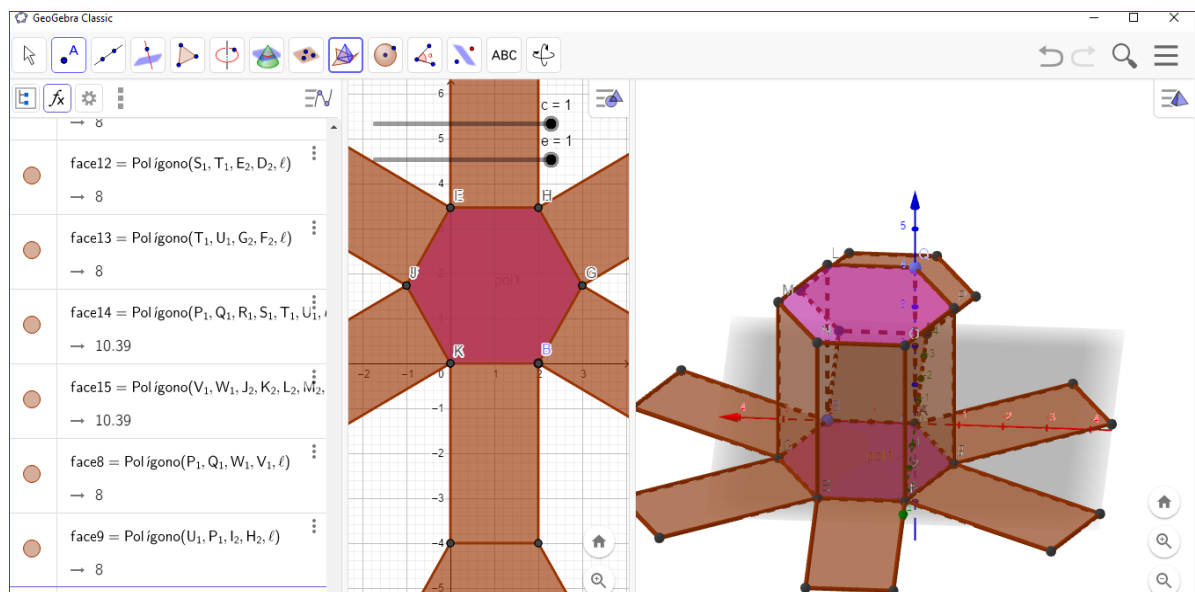 GeoGebra Classic
ABC
→ 8
face12 = Polígono(S₁, T₁, E₂, D₂, ℓ)
→ 8
face13 = Polígono(T₁, U₁, G₂, F₂, ℓ)
→ 8
face14 = Polígono(P₁, Q₁, R₁, S₁, T₁, U₁,
→ 10.39
face15 = Polígono(V₁, W₁, J₂, K₂, L₂, M₂,
→ 10.39
face8 = Polígono(P₁, Q₁, W₁, V₁, ℓ)
→ 8
face9 = Polígono(U₁, P₁, I₂, H₂, ℓ)
→ 8
c = 1
e = 1
6
5
4
E
H
2
J
G
pol1
K
B
−2
−1
0
1
2
3
−1
−2
−3
−4
−5
5
L
Q
4
M
3
4
1
2
3
4